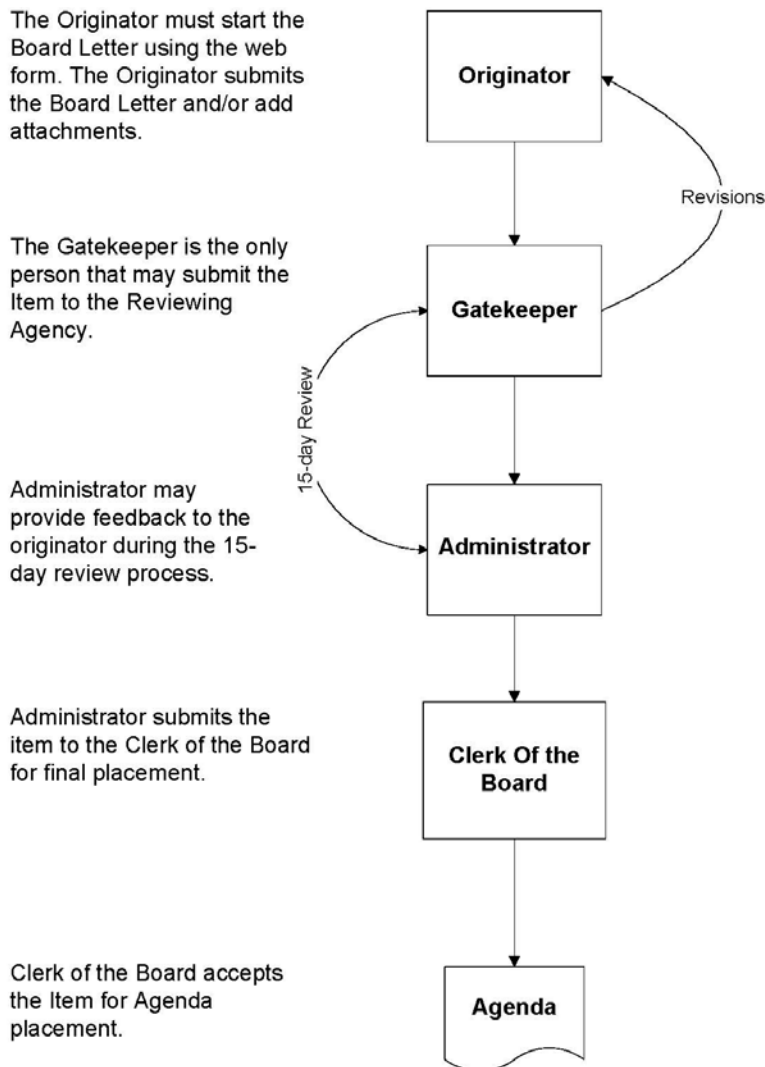 The Originator must start the
Board Letter using the web
form. The Originator submits
the Board Letter and/or add
attachments.
Originator
Revisions
The Gatekeeper is the only
person that may submit the
Item to the Reviewing
Agency.
Gatekeeper
15-day Review
Administrator may
provide feedback to the
originator during the 15-
day review process.
Administrator
Administrator submits the
item to the Clerk of the Board
for final placement.
Clerk Of the
Board
Clerk of the Board accepts
the Item for Agenda
placement.
Agenda